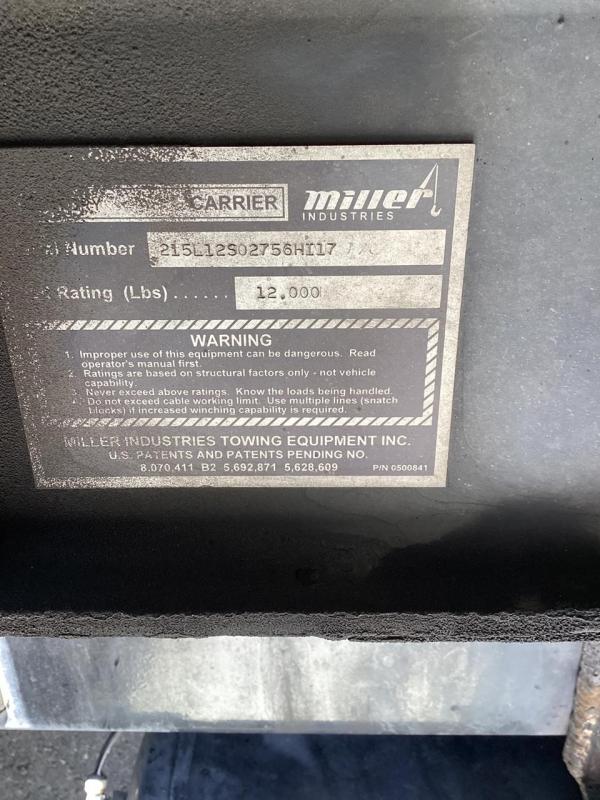 CARRIER miller
INDUSTRIES
Number 215L12S02756HI17
Rating (Lbs)...... 12,000
WARNING
1. Improper use of this equipment can be dangerous. Read
operator's manual first.
2. Ratings are based on structural factors only - not vehicle
capability.
3. Never exceed above ratings. Know the loads being handled.
4. Do not exceed cable working limit. Use multiple lines (snatch
blocks) if increased winching capability is required.
MILLER INDUSTRIES TOWING EQUIPMENT INC.
U.S. PATENTS AND PATENTS PENDING NO.
8,070,411 B2 5,692,871 5,628,609 P/N 0500841